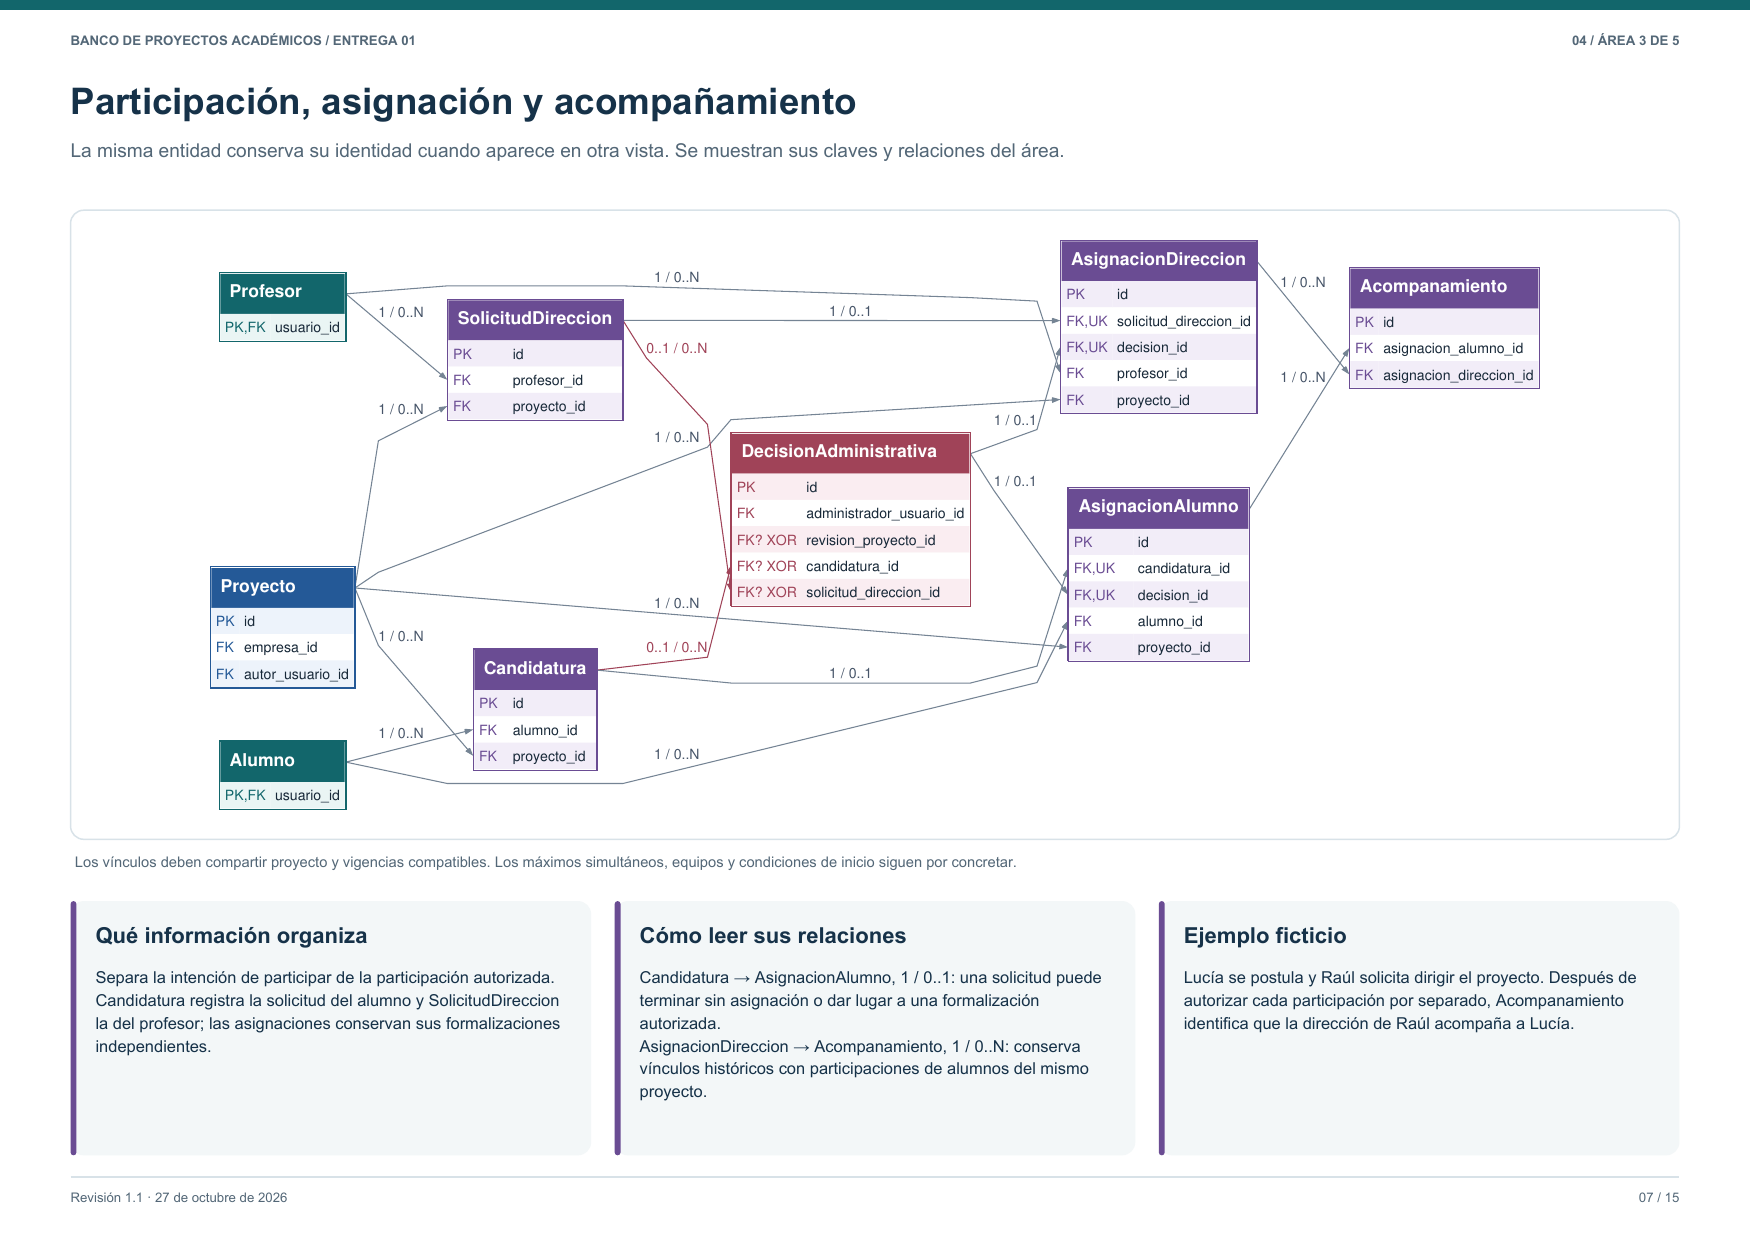 BANCO DE PROYECTOS ACADÉMICOS / ENTREGA 01
04 / ÁREA 3 DE 5
Participación, asignación y acompañamiento
La misma entidad conserva su identidad cuando aparece en otra vista. Se muestran sus claves y relaciones del área.
Profesor
PK,FK usuario_id
1 / 0..N
1 / 0..N
SolicitudDireccion
PK id
FK profesor_id
FK proyecto_id
1 / 0..N
1 / 0..1
0..1 / 0..N
1 / 0..N
AsignacionDireccion
PK id
FK,UK solicitud_direccion_id
FK,UK decision_id
FK profesor_id
FK proyecto_id
1 / 0..N
1 / 0..N
Acompanamiento
PK id
FK asignacion_alumno_id
FK asignacion_direccion_id
DecisionAdministrativa
PK id
FK administrador_usuario_id
FK? XOR revision_proyecto_id
FK? XOR candidatura_id
FK? XOR solicitud_direccion_id
1 / 0..1
1 / 0..1
AsignacionAlumno
PK id
FK,UK candidatura_id
FK,UK decision_id
FK alumno_id
FK proyecto_id
Proyecto
PK id
FK empresa_id
FK autor_usuario_id
1 / 0..N
1 / 0..N
0..1 / 0..N
1 / 0..1
Candidatura
PK id
FK alumno_id
FK proyecto_id
1 / 0..N
1 / 0..N
Alumno
PK,FK usuario_id
Los vínculos deben compartir proyecto y vigencias compatibles. Los máximos simultáneos, equipos y condiciones de inicio siguen por concretar.
Qué información organiza
Separa la intención de participar de la participación autorizada.
Candidatura registra la solicitud del alumno y SolicitudDireccion
la del profesor; las asignaciones conservan sus formalizaciones
independientes.
Cómo leer sus relaciones
Candidatura → AsignacionAlumno, 1 / 0..1: una solicitud puede
terminar sin asignación o dar lugar a una formalización
autorizada.
AsignacionDireccion → Acompanamiento, 1 / 0..N: conserva
vínculos históricos con participaciones de alumnos del mismo
proyecto.
Ejemplo ficticio
Lucía se postula y Raúl solicita dirigir el proyecto. Después de
autorizar cada participación por separado, Acompanamiento
identifica que la dirección de Raúl acompaña a Lucía.
Revisión 1.1 · 27 de octubre de 2026
07 / 15